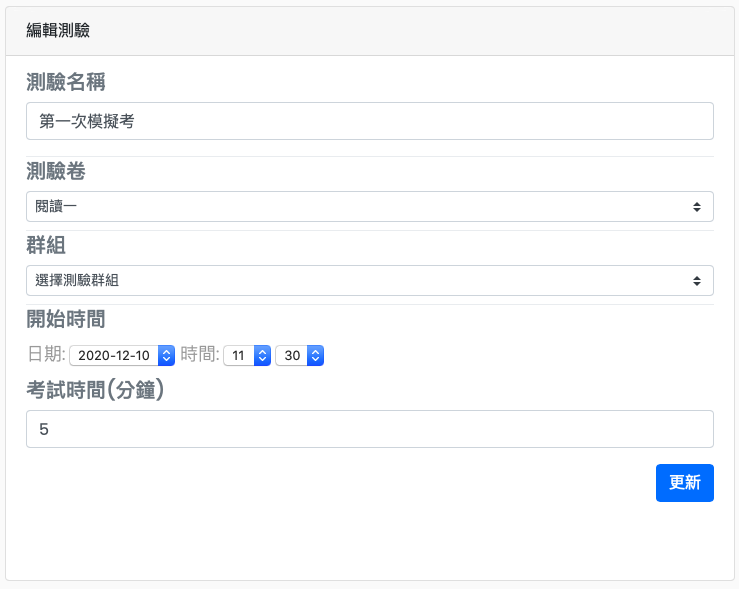 編輯測驗
測驗名稱
第一次模擬考
測驗卷
閱讀一
群組
選擇測驗群組
開始時間
日期: 2020-12-10 時間: 11 30
考試時間(分鐘)
5
更新